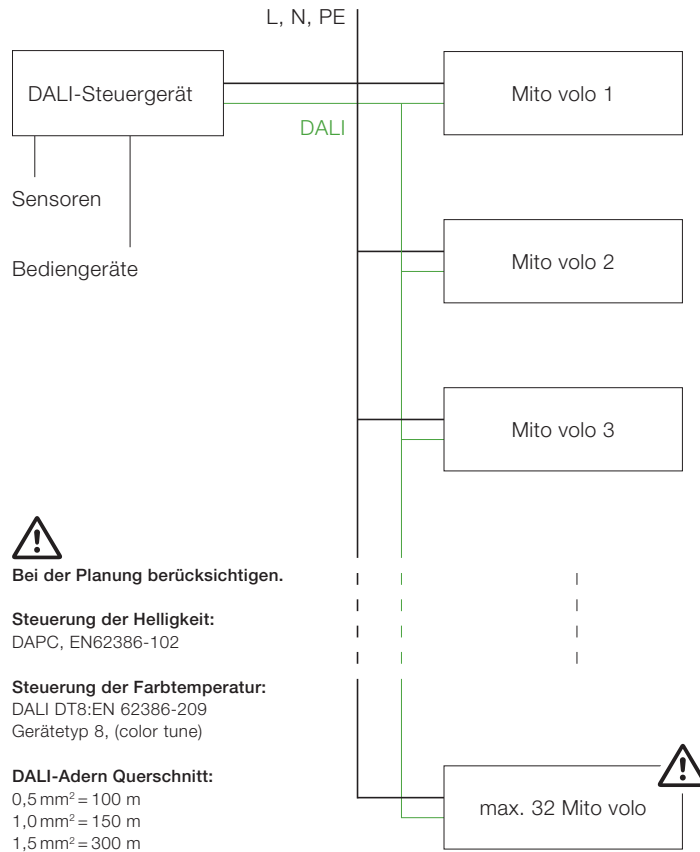 L, N, PE
DALI-Steuergerät
Mito volo 1
DALI
Sensoren
Bediengeräte
Mito volo 2
Mito volo 3
Bei der Planung berücksichtigen.
Steuerung der Helligkeit:
DAPC, EN62386-102
Steuerung der Farbtemperatur:
DALI DT8:EN 62386-209
Gerätetyp 8, (color tune)
DALI-Adern Querschnitt:
0,5 mm² = 100 m
1,0 mm² = 150 m
1,5 mm² = 300 m
max. 32 Mito volo